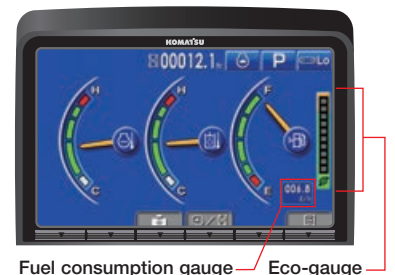 KOMATSU
00012.1h P Lo
H H F
C C E
006.8
ℓ/h
Fuel consumption gauge Eco-gauge